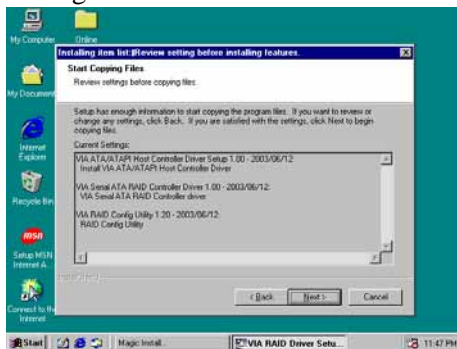 My Computer
Online
Installing item list:Review setting before installing features.
Start Copying Files
Review settings before copying files.
My Document
Setup has enough information to start copying the program files. If you want to review or
change any settings, click Back. If you are satisfied with the settings, click Next to begin
copying files.
Current Settings:
VIA ATA/ATAPI Host Controller Driver Setup 1.00 - 2003/06/12
Install VIA ATA/ATAPI Host Controller Driver
VIA Serial ATA RAID Controller Driver 1.00 - 2003/06/12:
VIA Serial ATA RAID Controller driver
VIA RAID Config Utility 1.20 - 2003/06/12:
RAID Config Utility
Internet
Explorer
Recycle Bin
msn
Setup MSN
Internet A
Connect to the
Internet
< Back
Next >
Cancel
Start
Magic Install.
VIA RAID Driver Setu...
11:47 PM